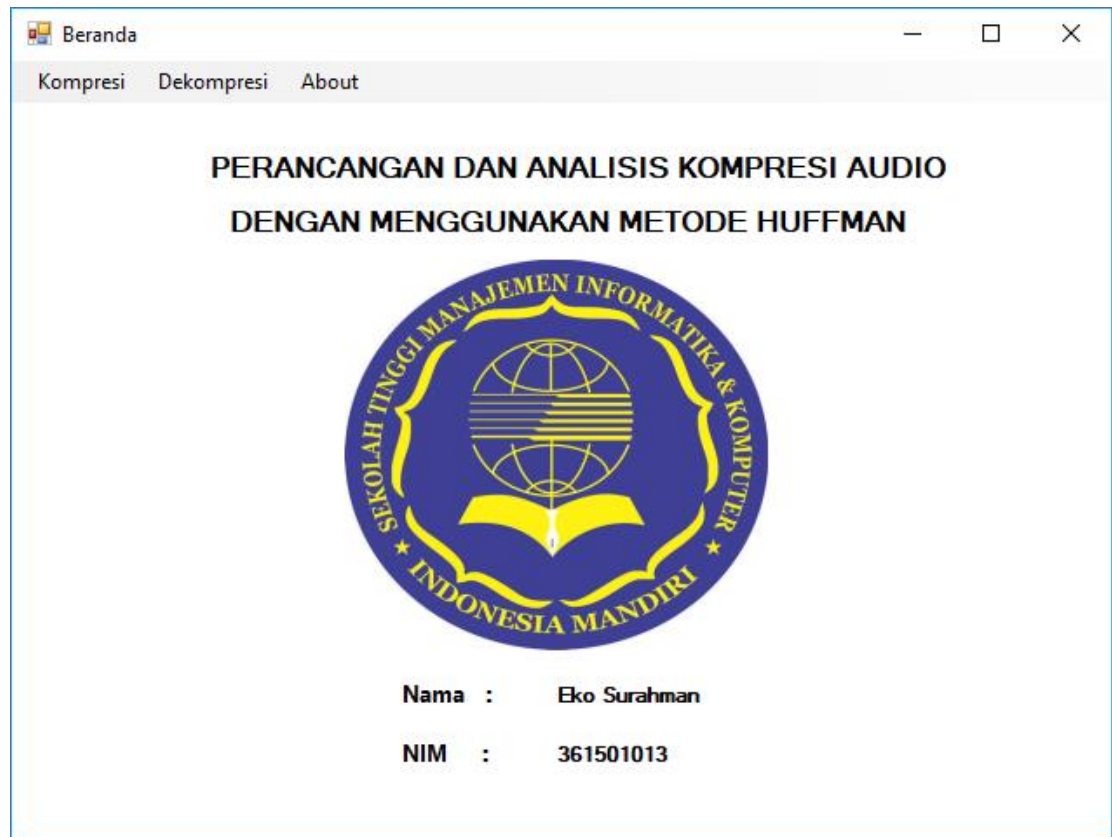 Beranda
Kompresi Dekompresi About
PERANCANGAN DAN ANALISIS KOMPRESI AUDIO
DENGAN MENGGUNAKAN METODE HUFFMAN
SEKOLAH TINGGI MANAJEMEN INFORMATIKA & KOMPUTER
★ INDONESIA MANDIRI ★
Nama : Eko Surahman
NIM : 361501013